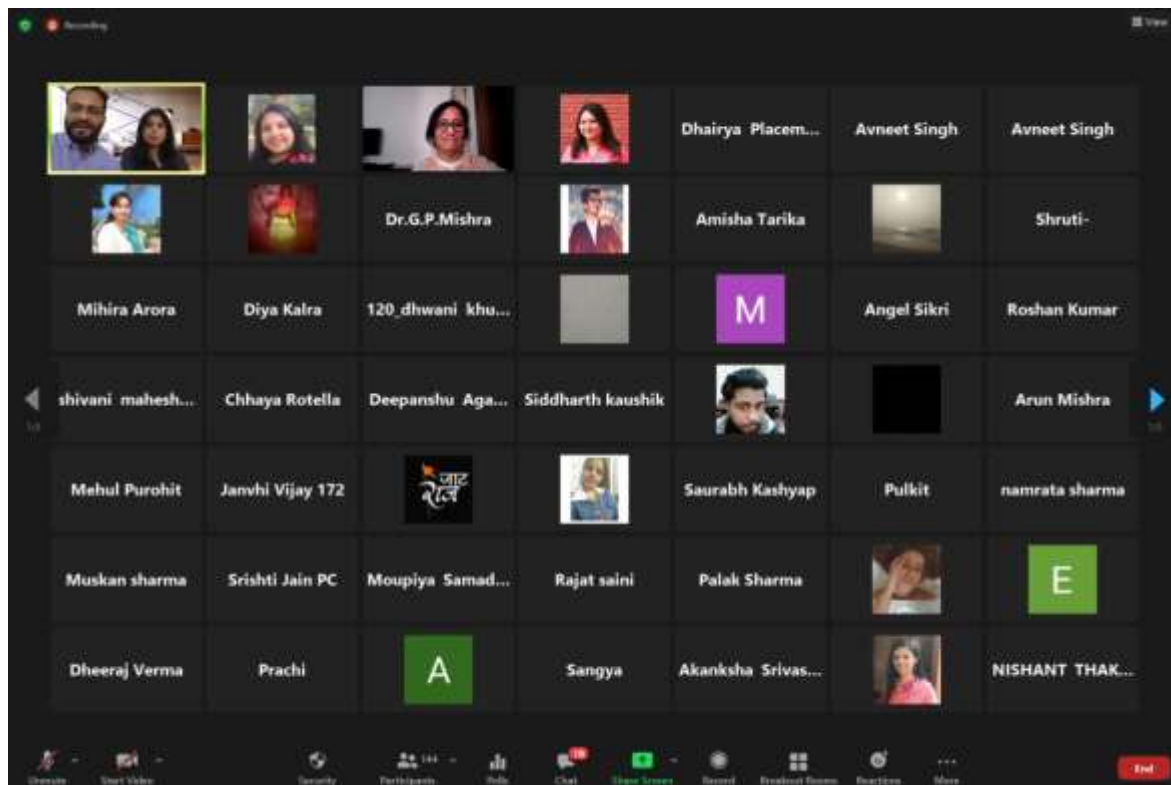 Recording
View
Dhairya Placem...
Avneet Singh
Avneet Singh
Dr.G.P.Mishra
Amisha Tarika
Shruti-
Mihira Arora
Diya Kalra
120_dhwani khu...
M
Angel Sikri
Roshan Kumar
shivani mahesh...
Chhaya Rotella
Deepanshu Aga...
Siddharth kaushik
Arun Mishra
Mehul Purohit
Janvhi Vijay 172
जाट
राज
Saurabh Kashyap
Pulkit
namrata sharma
Muskan sharma
Srishti Jain PC
Moupiya Samad...
Rajat saini
Palak Sharma
E
Dheeraj Verma
Prachi
A
Sangya
Akanksha Srivas...
NISHANT THAK...
Unmute
Start Video
Security
Participants
144
Polls
Chat
Share Screen
Record
Breakout Rooms
Reactions
More
End